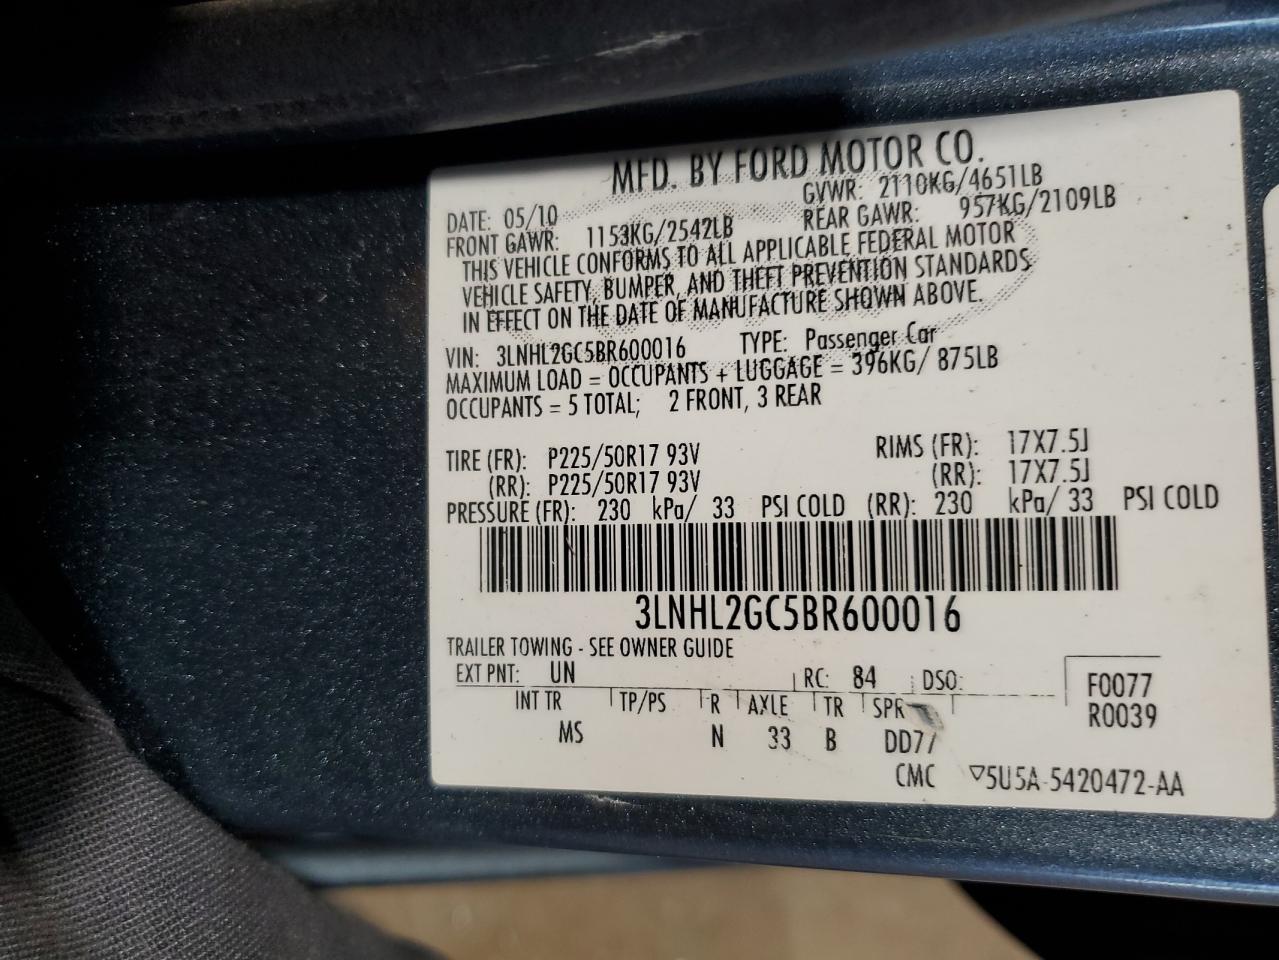 MFD. BY FORD MOTOR CO.
DATE: 05/10 GVWR: 2110KG/4651LB
FRONT GAWR: 1153KG/2542LB REAR GAWR: 957KG/2109LB
THIS VEHICLE CONFORMS TO ALL APPLICABLE FEDERAL MOTOR
VEHICLE SAFETY, BUMPER, AND THEFT PREVENTION STANDARDS
IN EFFECT ON THE DATE OF MANUFACTURE SHOWN ABOVE.
VIN: 3LNHL2GC5BR600016 TYPE: Passenger Car
MAXIMUM LOAD = OCCUPANTS + LUGGAGE = 396KG/ 875LB
OCCUPANTS = 5 TOTAL; 2 FRONT, 3 REAR
TIRE (FR): P225/50R17 93V RIMS (FR): 17X7.5J
(RR): P225/50R17 93V (RR): 17X7.5J
PRESSURE (FR): 230 kPa/ 33 PSI COLD (RR): 230 kPa/ 33 PSI COLD
3LNHL2GC5BR600016
TRAILER TOWING - SEE OWNER GUIDE
EXT PNT: UN RC: 84 DSO: F0077
INT TR TP/PS R AXLE TR SPR R0039
MS N 33 B DD77
CMC ▽5U5A-5420472-AA